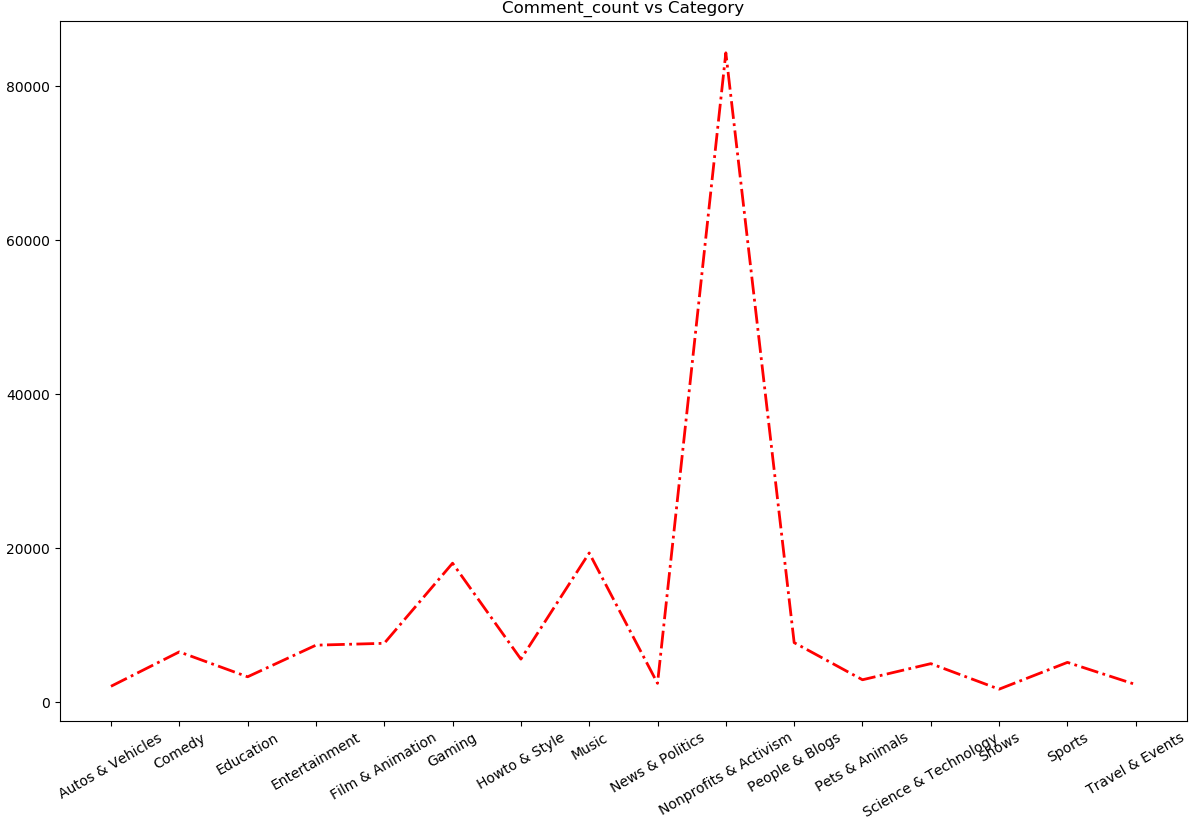 Comment_count vs Category
80000
60000
40000
20000
0
Autos & Vehicles
Comedy
Education
Entertainment
Film & Animation
Gaming
Howto & Style
Music
News & Politics
Nonprofits & Activism
People & Blogs
Pets & Animals
Science & Technology
Shows
Sports
Travel & Events